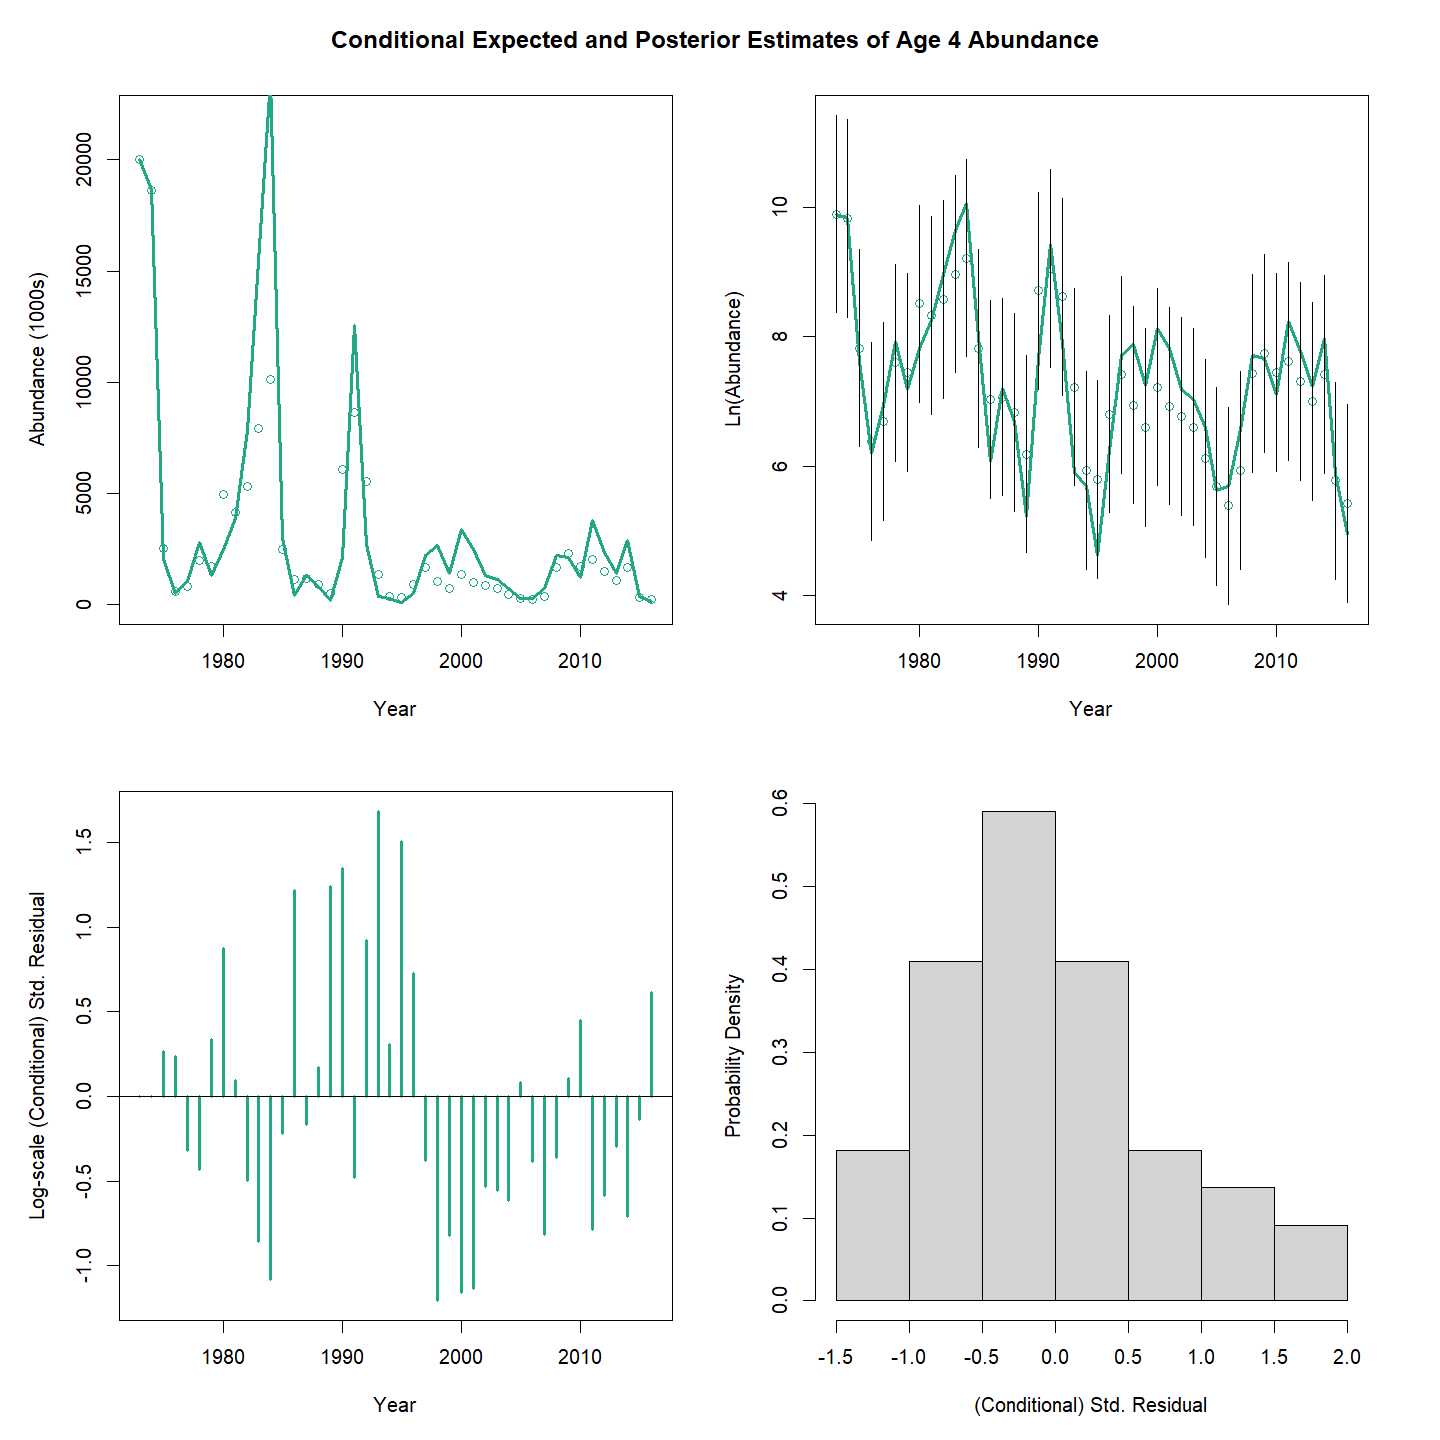 Conditional Expected and Posterior Estimates of Age 4 Abundance
Abundance (1000s)
20000
15000
10000
5000
0
1980 1990 2000 2010
Year
Ln(Abundance)
10
8
6
4
1980 1990 2000 2010
Year
Log-scale (Conditional) Std. Residual
1.5
1.0
0.5
0.0
-0.5
-1.0
1980 1990 2000 2010
Year
Probability Density
0.6
0.5
0.4
0.3
0.2
0.1
0.0
-1.5 -1.0 -0.5 0.0 0.5 1.0 1.5 2.0
(Conditional) Std. Residual